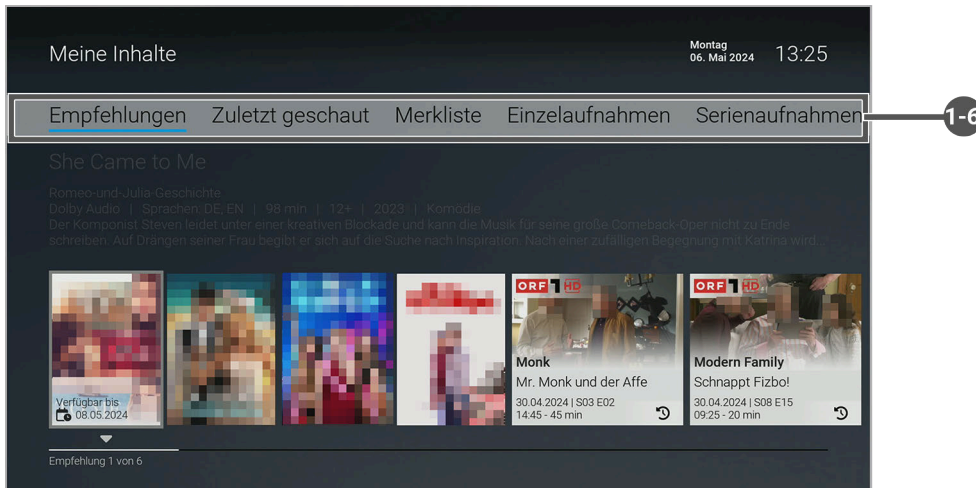 Meine Inhalte
Montag
06. Mai 2024
13:25
Empfehlungen Zuletzt geschaut Merkliste Einzelaufnahmen Serienaufnahmen
1-6
She Came to Me
Romeo-und-Julia-Geschichte
Dolby Audio | Sprachen: DE, EN | 98 min | 12+ | 2023 | Komödie
Der Komponist Steven leidet unter einer kreativen Blockade und kann die Musik für seine große Comeback-Oper nicht zu Ende
schreiben. Auf Drängen seiner Frau begibt er sich auf die Suche nach Inspiration. Nach einer zufälligen Begegnung mit Katrina wird...
Verfügbar bis
08.05.2024
ORF 1 HD
Monk
Mr. Monk und der Affe
30.04.2024 | S03 E02
14:45 - 45 min
ORF 1 HD
Modern Family
Schnappt Fizbo!
30.04.2024 | S08 E15
09:25 - 20 min
Empfehlung 1 von 6